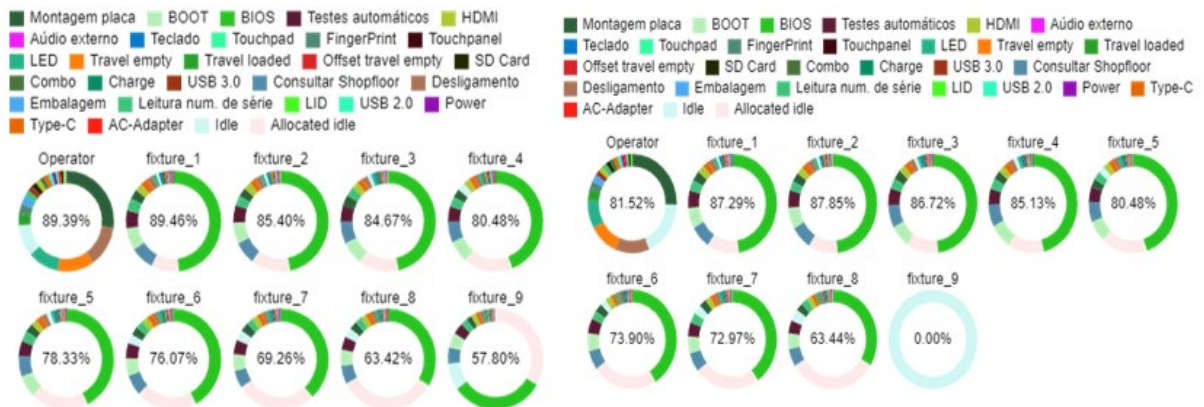 Montagem placa BOOT BIOS Testes automáticos HDMI
Aúdio externo Teclado Touchpad FingerPrint Touchpanel
LED Travel empty Travel loaded Offset travel empty SD Card
Combo Charge USB 3.0 Consultar Shopfloor Desligamento
Embalagem Leitura num. de série LID USB 2.0 Power
Type-C AC-Adapter Idle Allocated idle
Operator fixture_1 fixture_2 fixture_3 fixture_4
89.39% 89.46% 85.40% 84.67% 80.48%
fixture_5 fixture_6 fixture_7 fixture_8 fixture_9
78.33% 76.07% 69.26% 63.42% 57.80%
Montagem placa BOOT BIOS Testes automáticos HDMI Aúdio externo
Teclado Touchpad FingerPrint Touchpanel LED Travel empty Travel loaded
Offset travel empty SD Card Combo Charge USB 3.0 Consultar Shopfloor
Desligamento Embalagem Leitura num. de série LID USB 2.0 Power Type-C
AC-Adapter Idle Allocated idle
Operator fixture_1 fixture_2 fixture_3 fixture_4 fixture_5
81.52% 87.29% 87.85% 86.72% 85.13% 80.48%
fixture_6 fixture_7 fixture_8 fixture_9
73.90% 72.97% 63.44% 0.00%